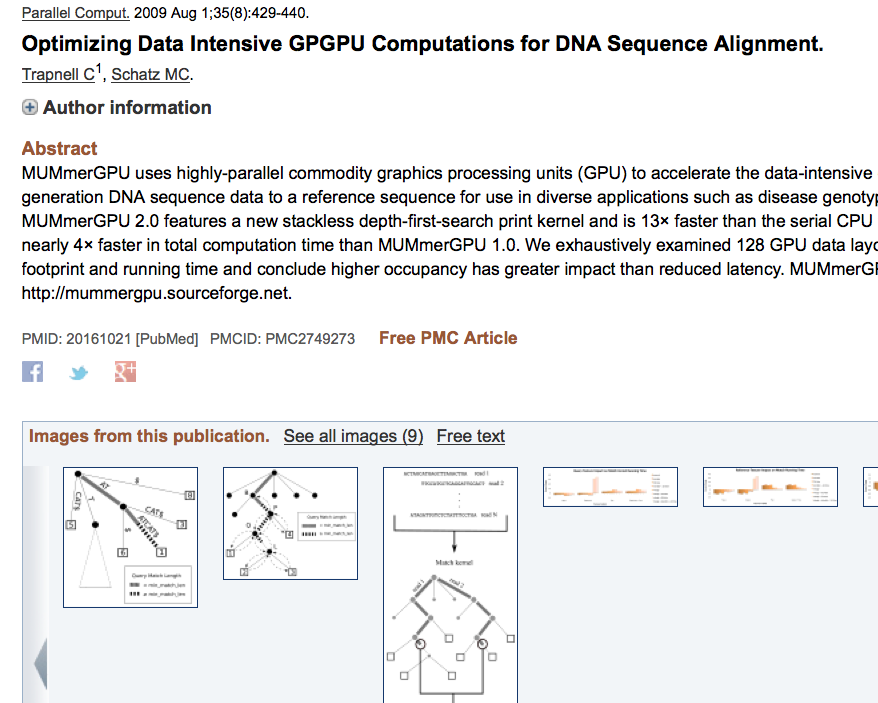 Parallel Comput. 2009 Aug 1;35(8):429-440.
Optimizing Data Intensive GPGPU Computations for DNA Sequence Alignment.
Trapnell C1, Schatz MC.
Author information
Abstract
MUMmerGPU uses highly-parallel commodity graphics processing units (GPU) to accelerate the data-intensive
generation DNA sequence data to a reference sequence for use in diverse applications such as disease genotyp
MUMmerGPU 2.0 features a new stackless depth-first-search print kernel and is 13× faster than the serial CPU
nearly 4× faster in total computation time than MUMmerGPU 1.0. We exhaustively examined 128 GPU data layo
footprint and running time and conclude higher occupancy has greater impact than reduced latency. MUMmerGP
http://mummergpu.sourceforge.net.
PMID: 20161021 [PubMed] PMCID: PMC2749273 Free PMC Article
Images from this publication. See all images (9) Free text
$
AT
CATS
T
CATS
ATCATS
S
5
6
1
3
Query Match Length
Query Match Length
read 1
read 2
read N
Match kernel
read 1
read 2